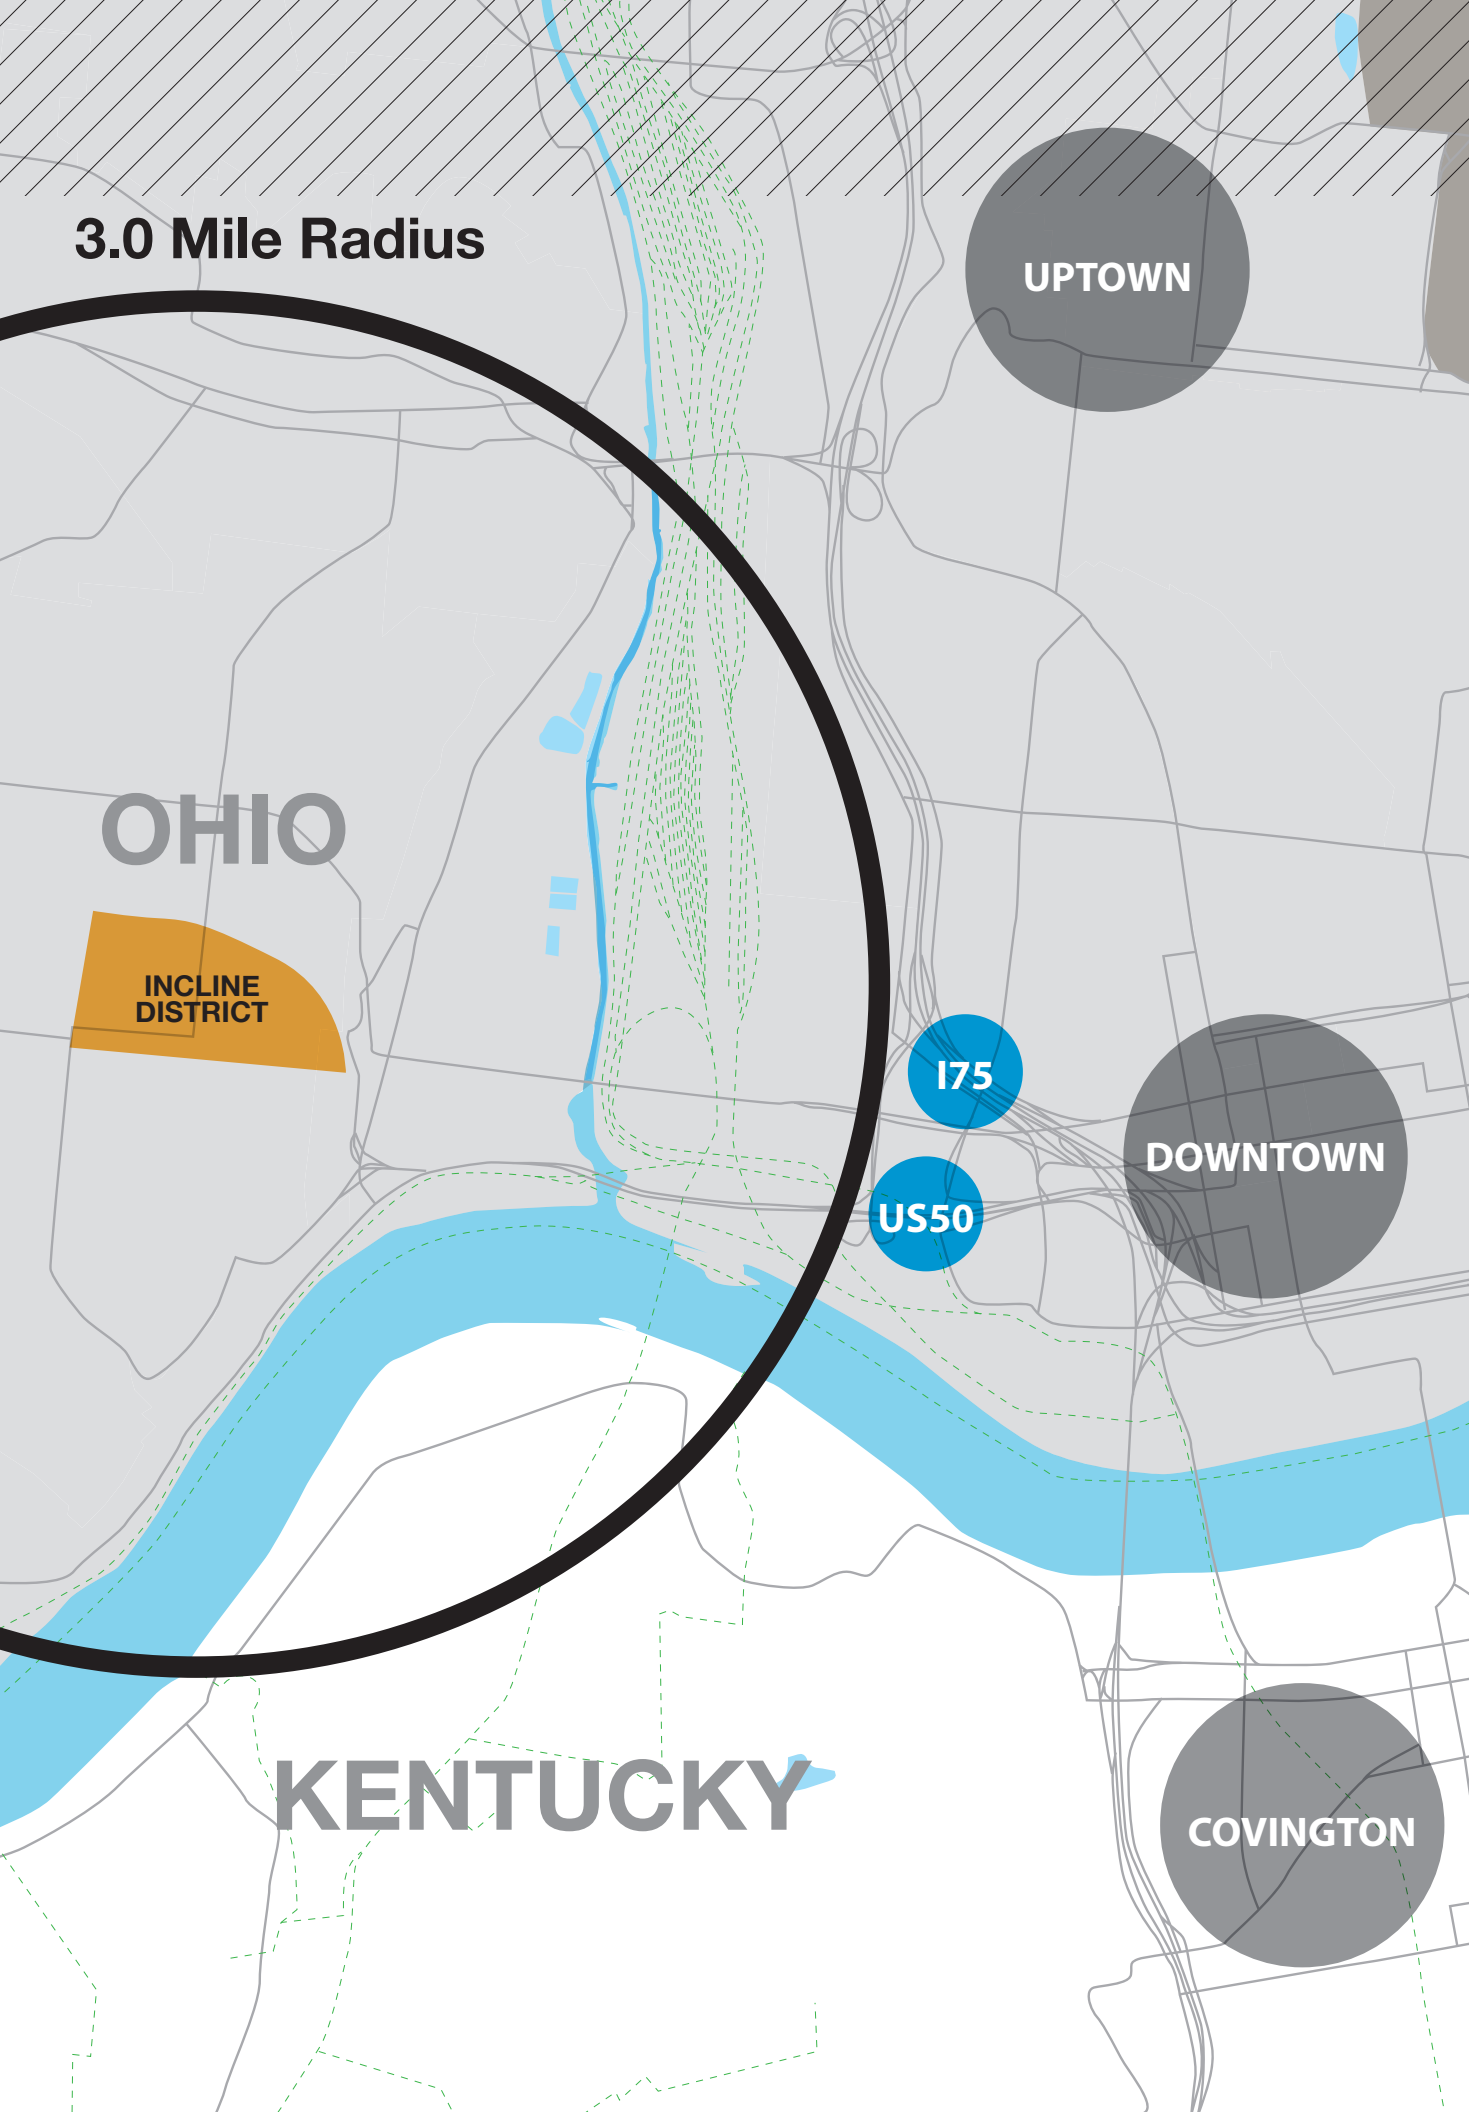 3.0 Mile Radius
UPTOWN
OHIO
INCLINE
DISTRICT
I75
DOWNTOWN
US50
KENTUCKY
COVINGTON